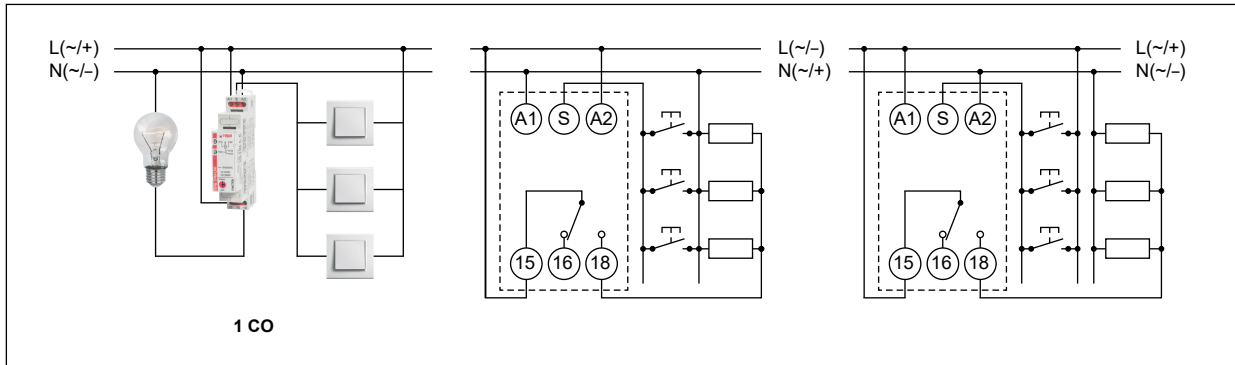 L(~/+)
N(~/–)
1 CO
L(~/–)
N(~/+)
A1 S A2
15 16 18
L(~/+)
N(~/–)
A1 S A2
15 16 18